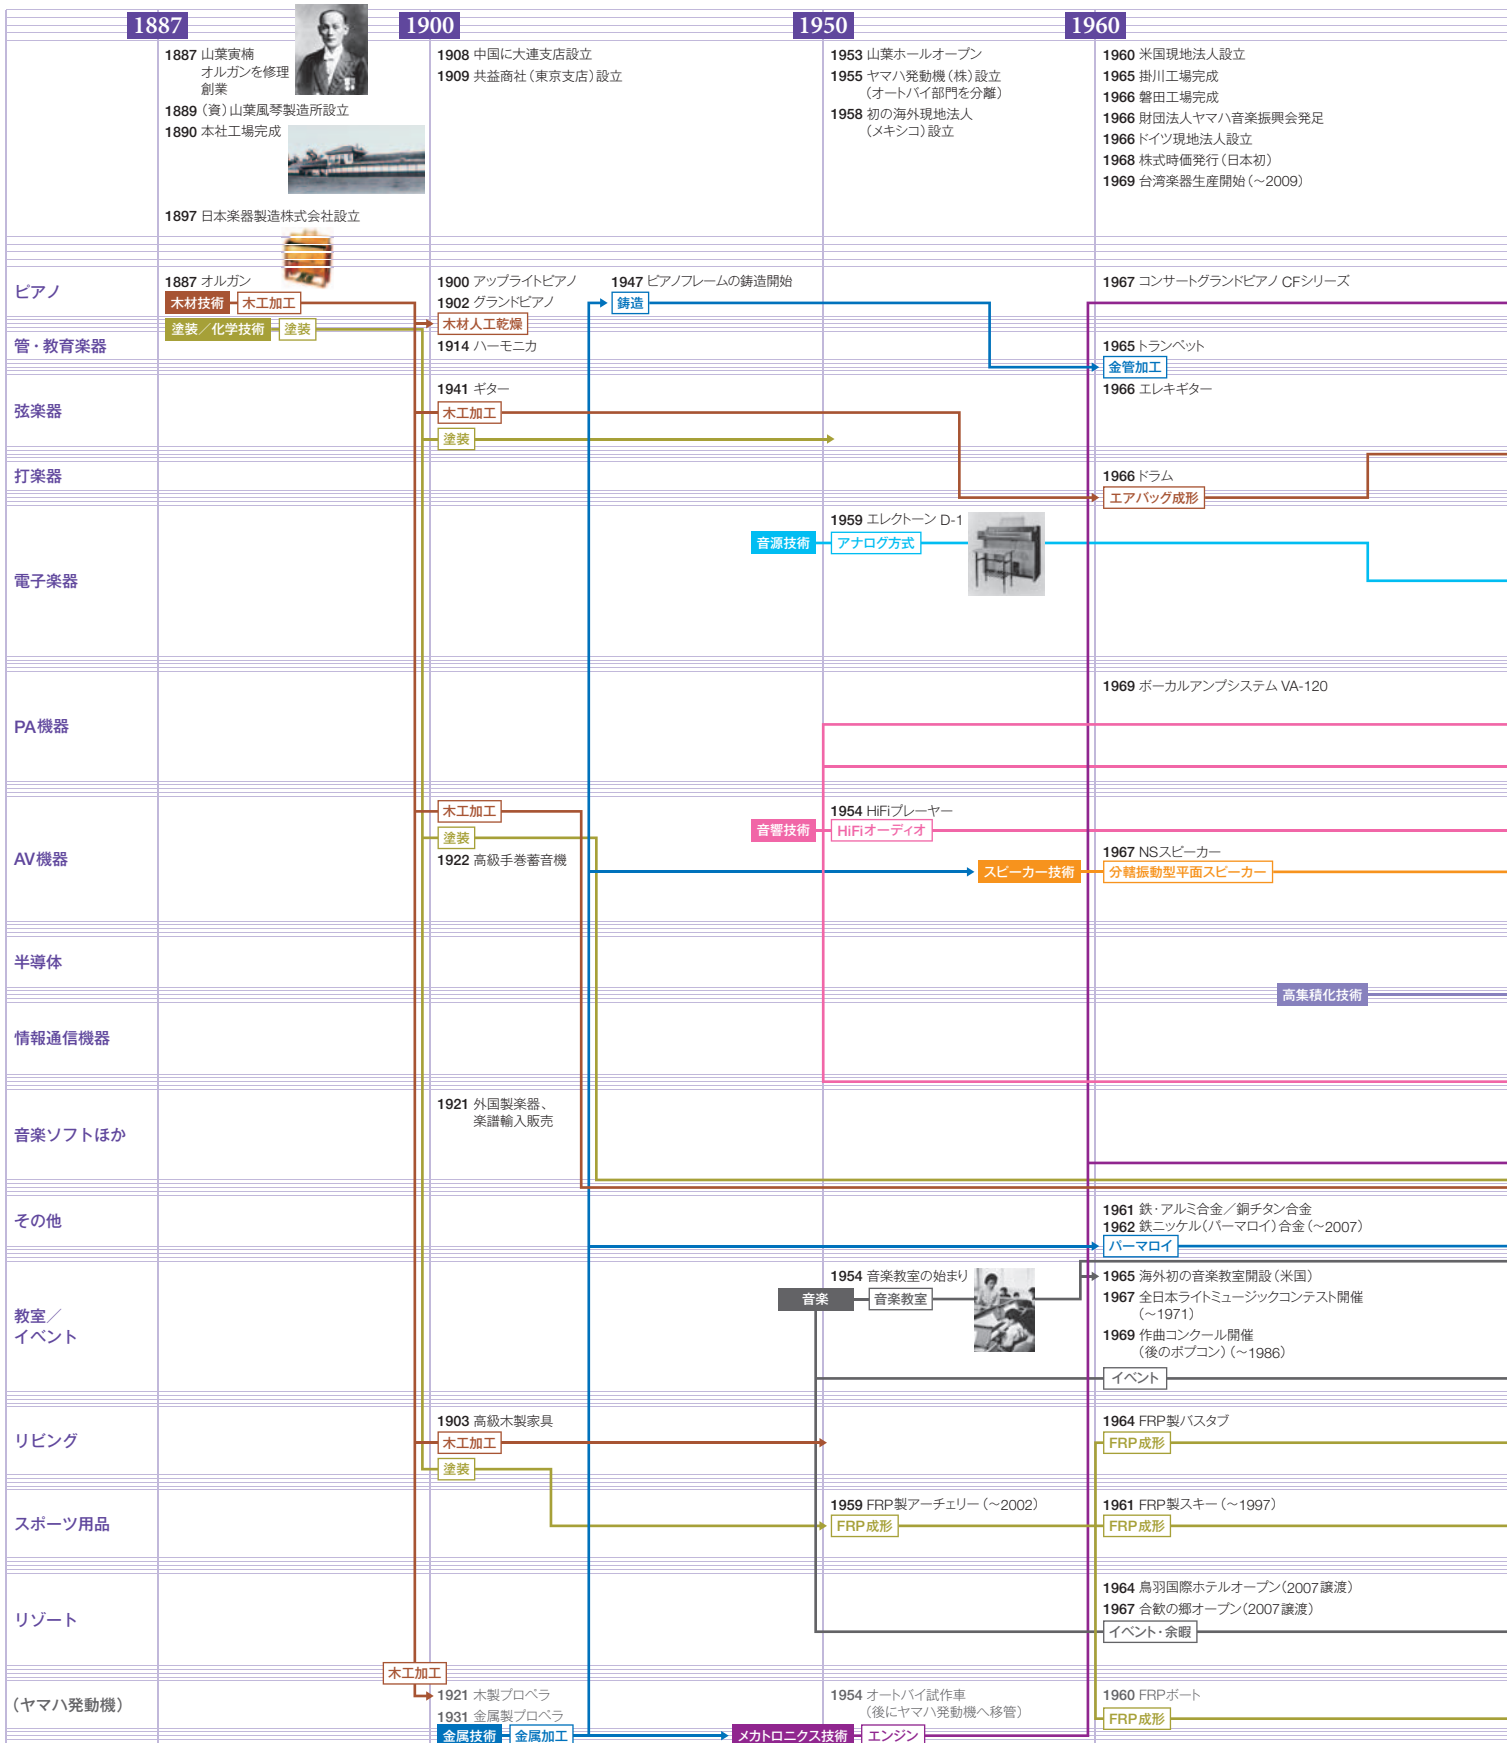 1887
1900
1950
1960
1887 山葉寅楠
オルガンを修理
創業
1889 (資)山葉風琴製造所設立
1890 本社工場完成
1897 日本楽器製造株式会社設立
1908 中国に大連支店設立
1909 共益商社(東京支店)設立
1953 山葉ホールオープン
1955 ヤマハ発動機(株)設立
(オートバイ部門を分離)
1958 初の海外現地法人
(メキシコ)設立
1960 米国現地法人設立
1965 掛川工場完成
1966 磐田工場完成
1966 財団法人ヤマハ音楽振興会発足
1966 ドイツ現地法人設立
1968 株式時価発行(日本初)
1969 台湾楽器生産開始(〜2009)
ピアノ
1887 オルガン
木材技術 木工加工
塗装/化学技術 塗装
1900 アップライトピアノ
1902 グランドピアノ
木材人工乾燥
1947 ピアノフレームの鋳造開始
鋳造
1967 コンサートグランドピアノ CFシリーズ
管・教育楽器
1914 ハーモニカ
1965 トランペット
金管加工
弦楽器
1941 ギター
木工加工
塗装
1966 エレキギター
打楽器
1966 ドラム
エアバッグ成形
電子楽器
音源技術
1959 エレクトーン D-1
アナログ方式
PA機器
1969 ボーカルアンプシステム VA-120
AV機器
木工加工
塗装
1922 高級手巻蓄音機
音響技術
1954 HiFiプレーヤー
HiFiオーディオ
スピーカー技術
1967 NSスピーカー
分轄振動型平面スピーカー
半導体
高集積化技術
情報通信機器
音楽ソフトほか
1921 外国製楽器、
楽譜輸入販売
その他
1961 鉄・アルミ合金/銅チタン合金
1962 鉄ニッケル(パーマロイ)合金(〜2007)
パーマロイ
教室/
イベント
1954 音楽教室の始まり
音楽 音楽教室
1965 海外初の音楽教室開設(米国)
1967 全日本ライトミュージックコンテスト開催
(〜1971)
1969 作曲コンクール開催
(後のポプコン)(〜1986)
イベント
リビング
1903 高級木製家具
木工加工
塗装
1964 FRP製バスタブ
FRP成形
スポーツ用品
1959 FRP製アーチェリー(〜2002)
FRP成形
1961 FRP製スキー(〜1997)
FRP成形
リゾート
1964 鳥羽国際ホテルオープン(2007譲渡)
1967 合歓の郷オープン(2007譲渡)
イベント・余暇
(ヤマハ発動機)
木工加工
1921 木製プロペラ
1931 金属製プロペラ
金属技術 金属加工
メカトロニクス技術 エンジン
1954 オートバイ試作車
(後にヤマハ発動機へ移管)
1960 FRPボート
FRP成形